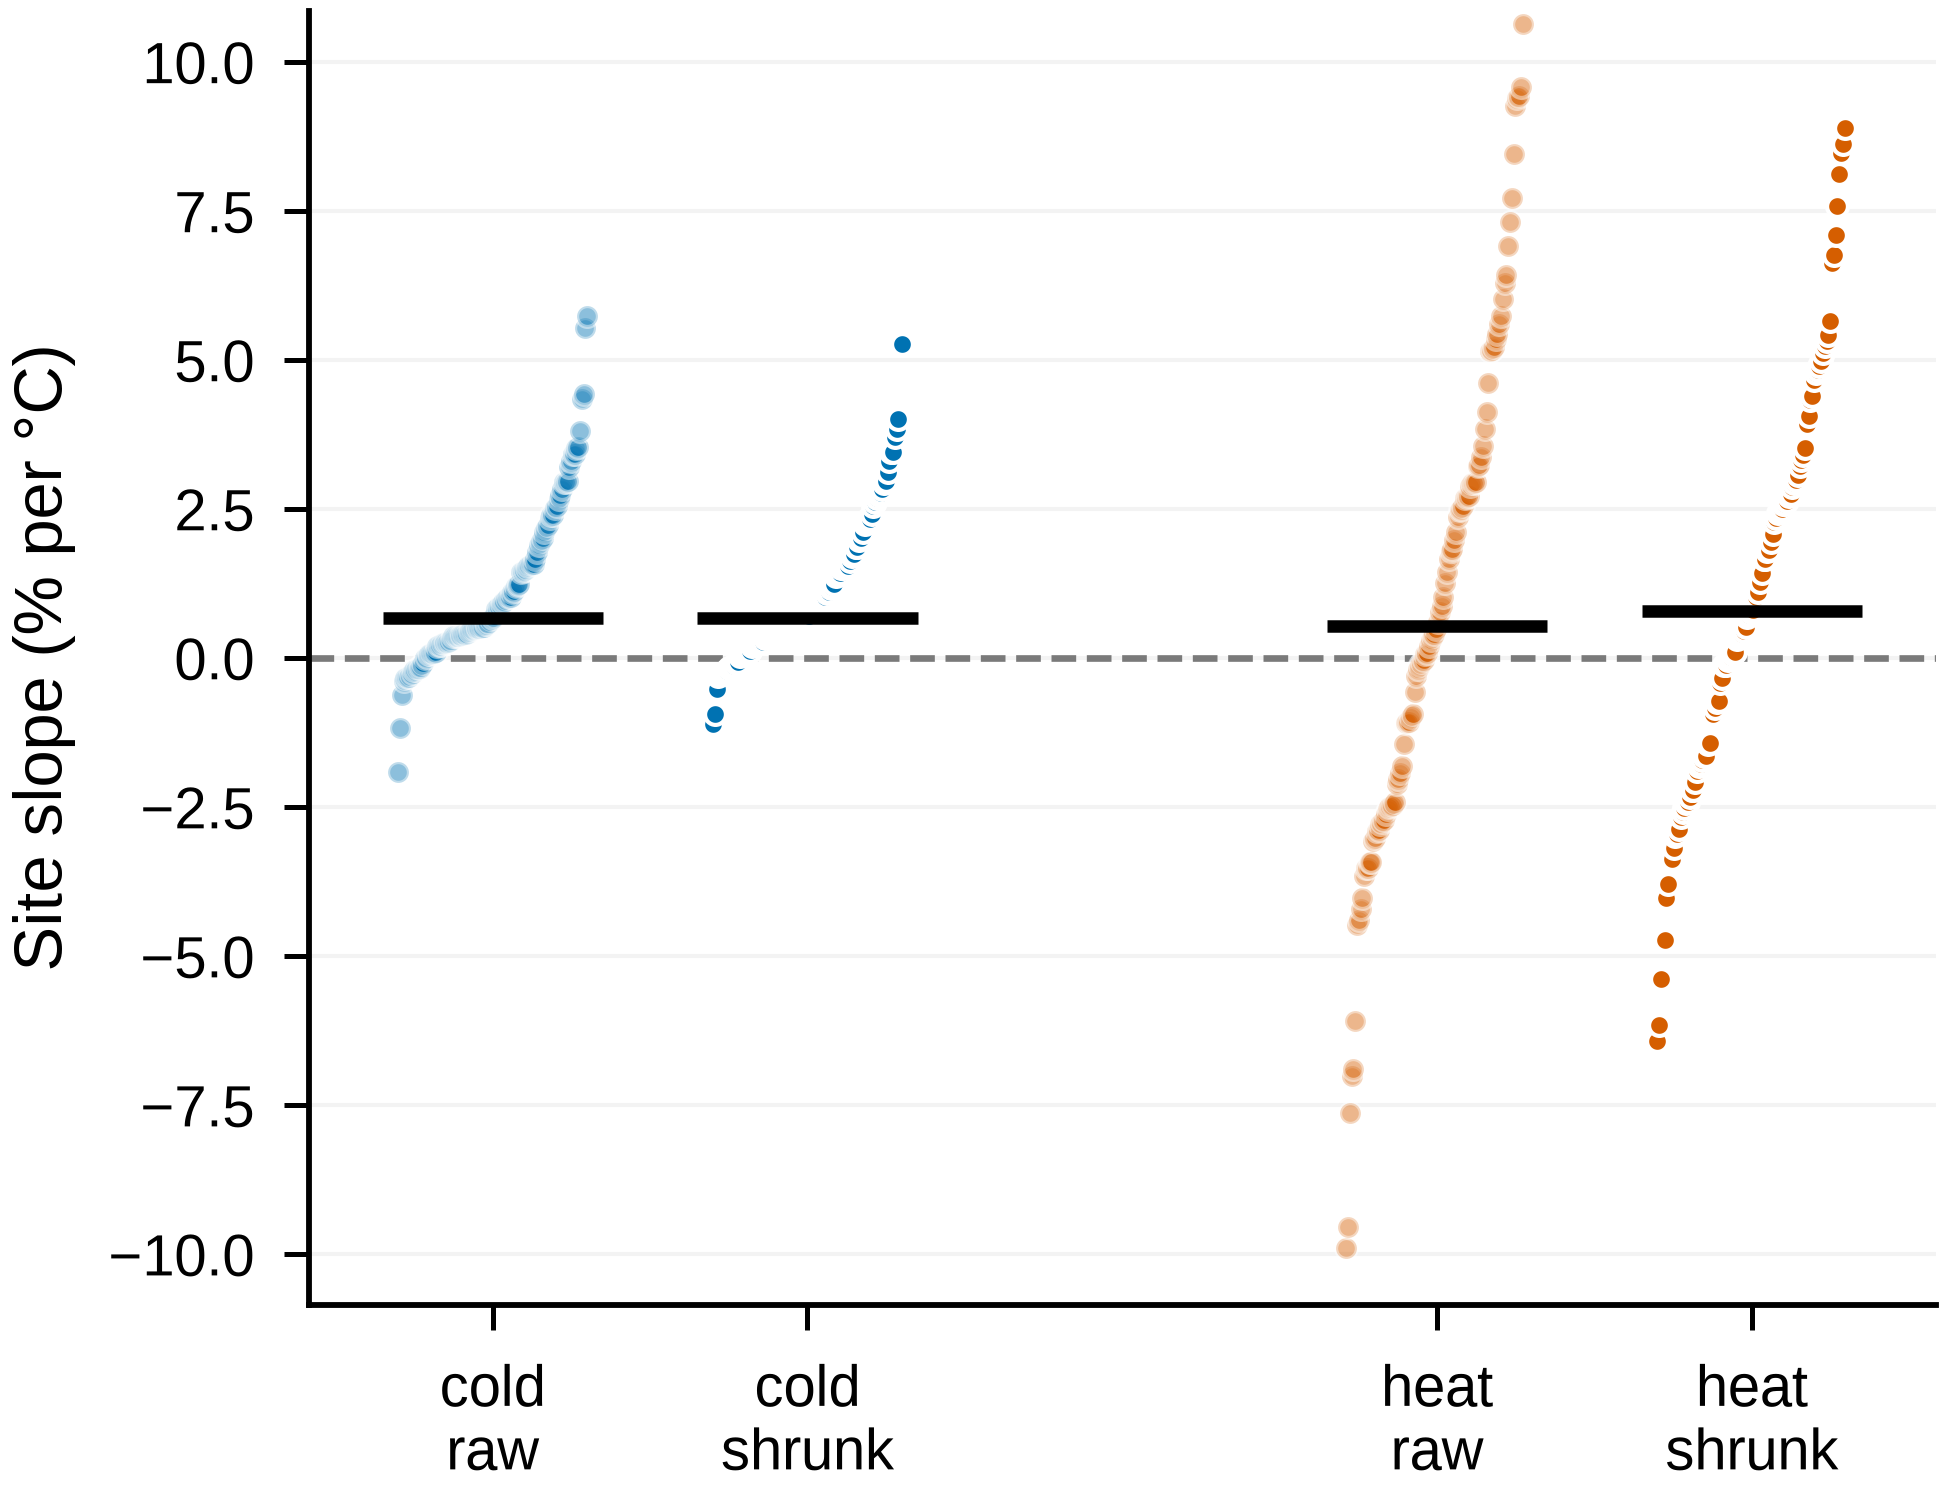 Site slope (% per °C)
10.0
7.5
5.0
2.5
0.0
−2.5
−5.0
−7.5
−10.0
cold
raw
cold
shrunk
heat
raw
heat
shrunk